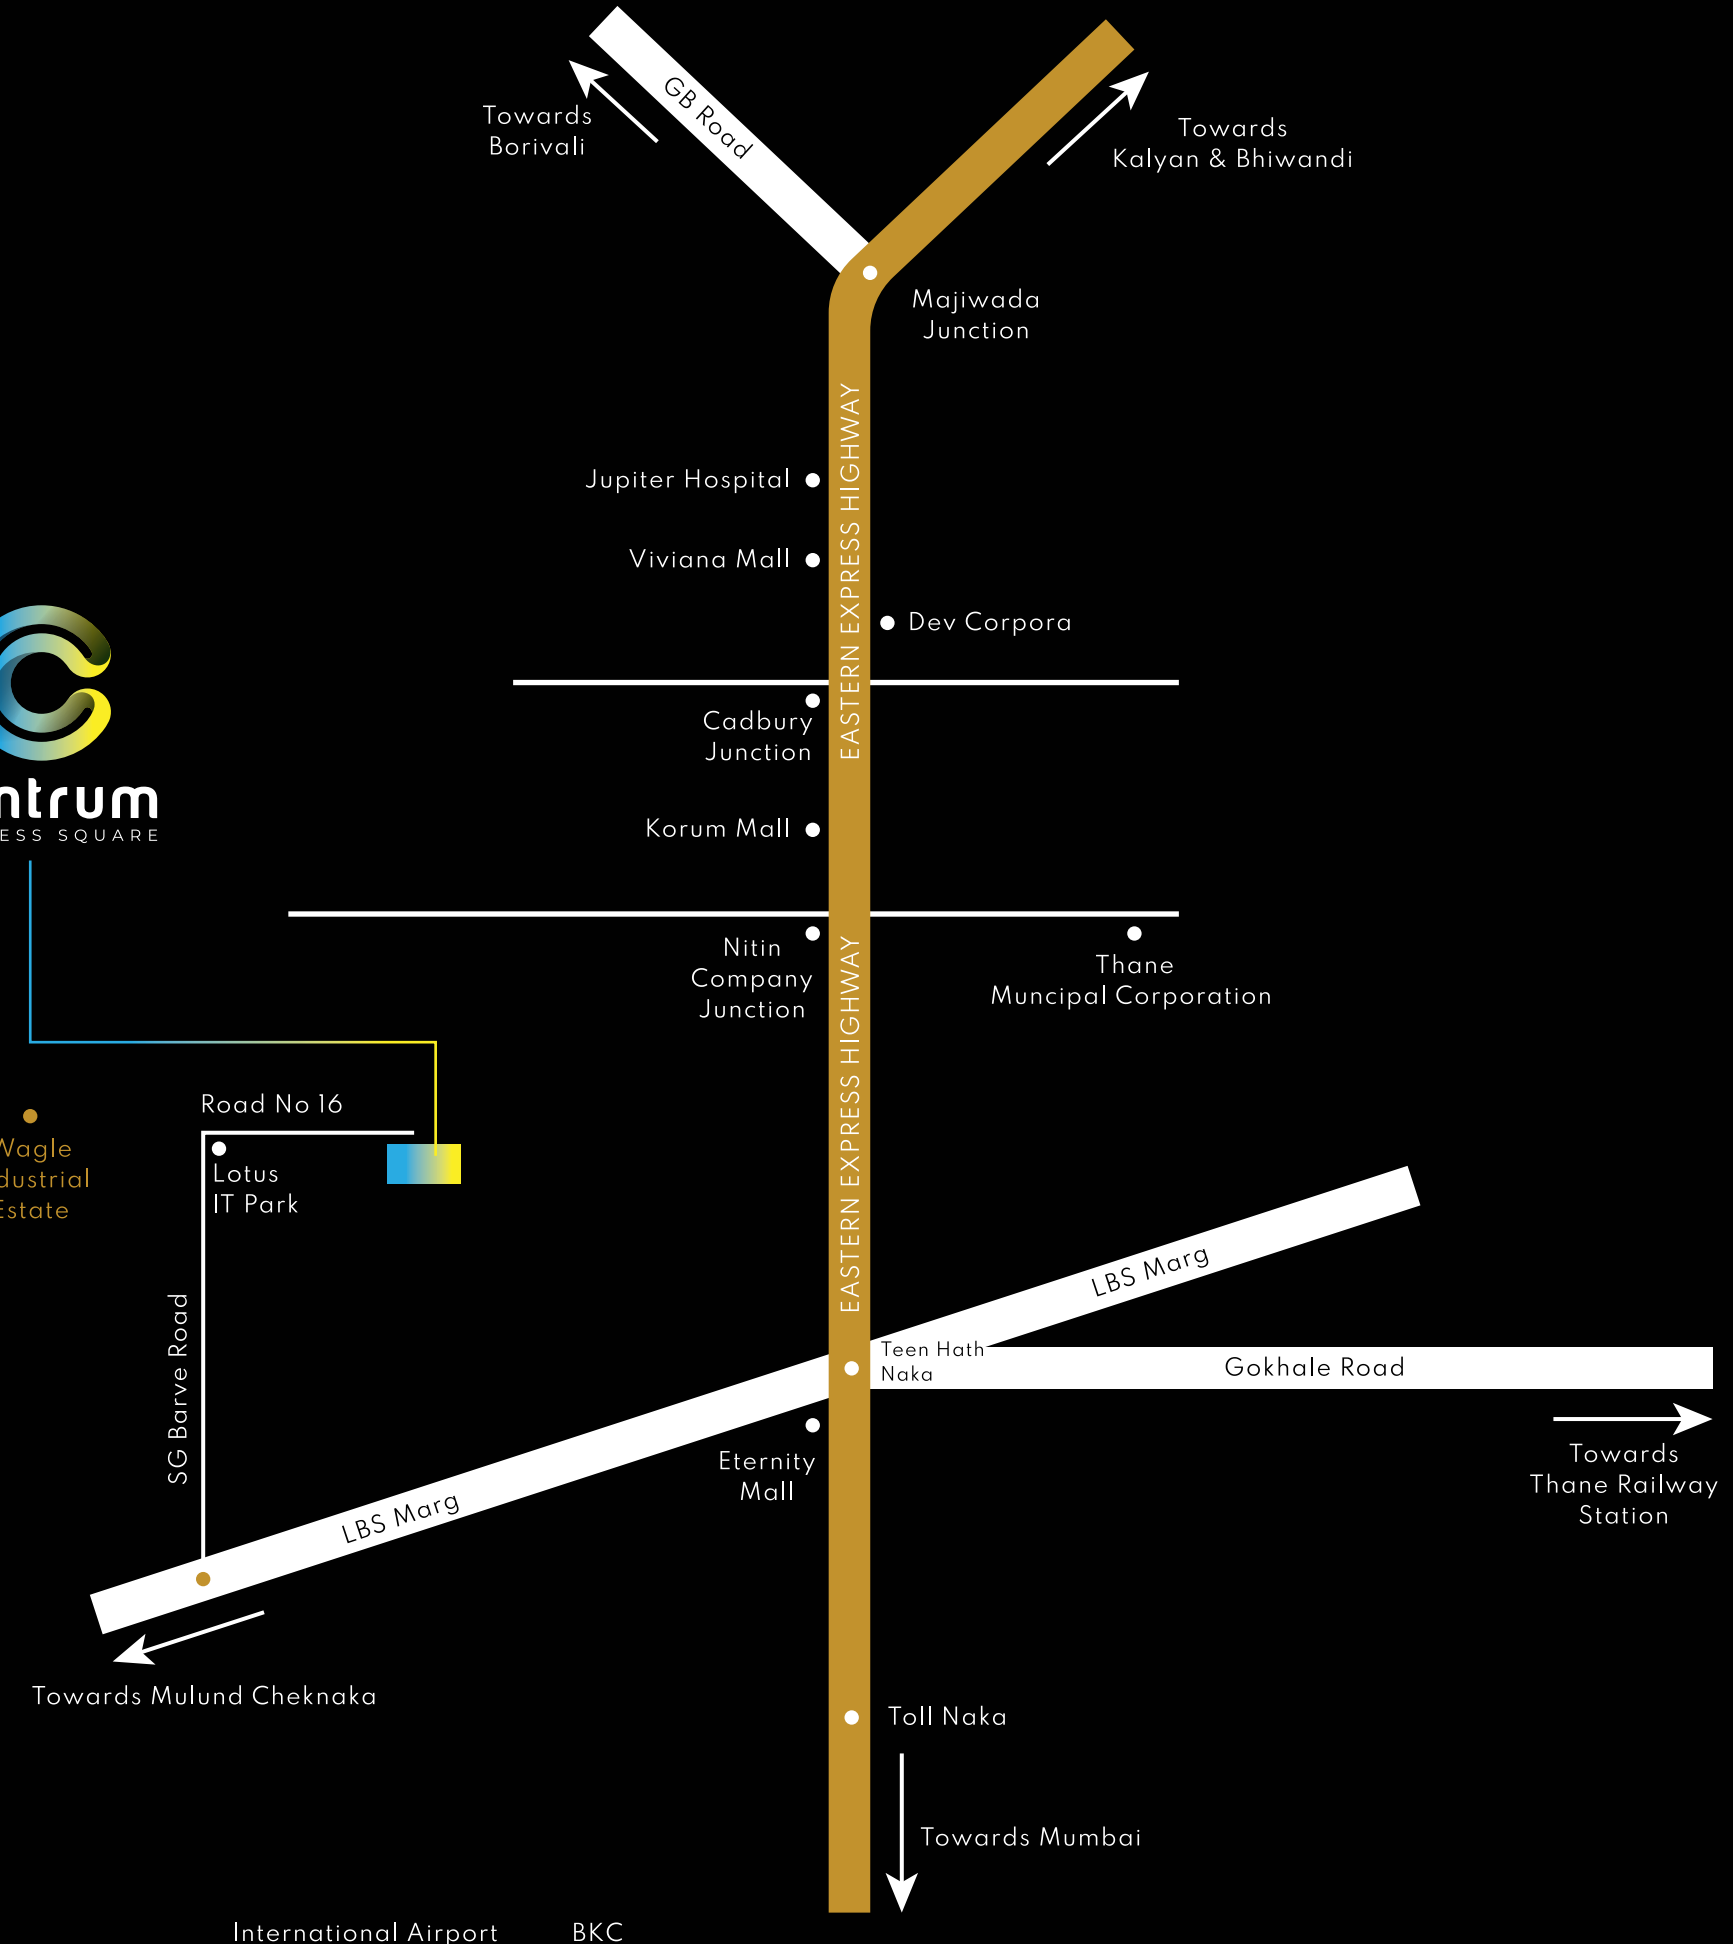 GB Road
Towards
Borivali
Towards
Kalyan & Bhiwandi
Majiwada
Junction
EASTERN EXPRESS HIGHWAY
Jupiter Hospital
Viviana Mall
Dev Corpora
Cadbury
Junction
ntrum
ESS SQUARE
Korum Mall
Nitin
Company
Junction
Thane
Muncipal Corporation
EASTERN EXPRESS HIGHWAY
Road No 16
Wagle
dustrial
Estate
Lotus
IT Park
LBS Marg
SG Barve Road
Teen Hath
Naka
Gokhale Road
Eternity
Mall
Towards
Thane Railway
Station
LBS Marg
Towards Mulund Cheknaka
Toll Naka
Towards Mumbai
International Airport
BKC